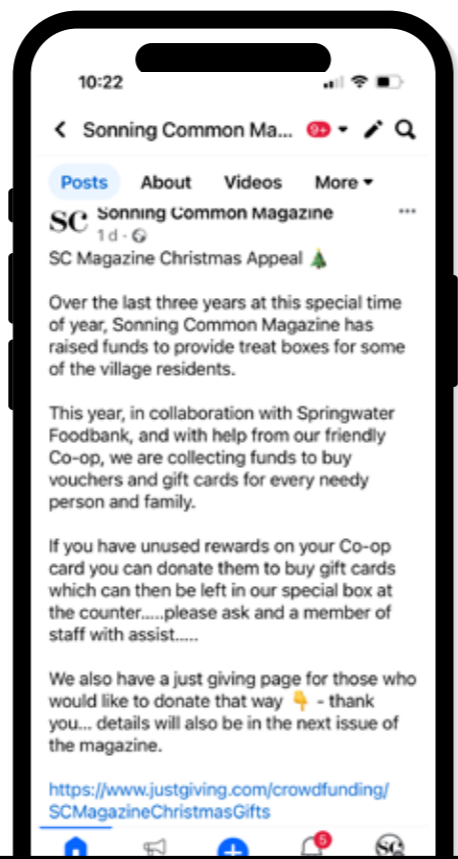 10:22
Sonning Common Ma... 9+
Posts About Videos More
SC Sonning Common Magazine
1 d ·
SC Magazine Christmas Appeal 🎄
Over the last three years at this special time
of year, Sonning Common Magazine has
raised funds to provide treat boxes for some
of the village residents.
This year, in collaboration with Springwater
Foodbank, and with help from our friendly
Co-op, we are collecting funds to buy
vouchers and gift cards for every needy
person and family.
If you have unused rewards on your Co-op
card you can donate them to buy gift cards
which can then be left in our special box at
the counter.....please ask and a member of
staff with assist.....
We also have a just giving page for those who
would like to donate that way 👇 - thank
you... details will also be in the next issue of
the magazine.
https://www.justgiving.com/crowdfunding/
SCMagazineChristmasGifts
5
SC